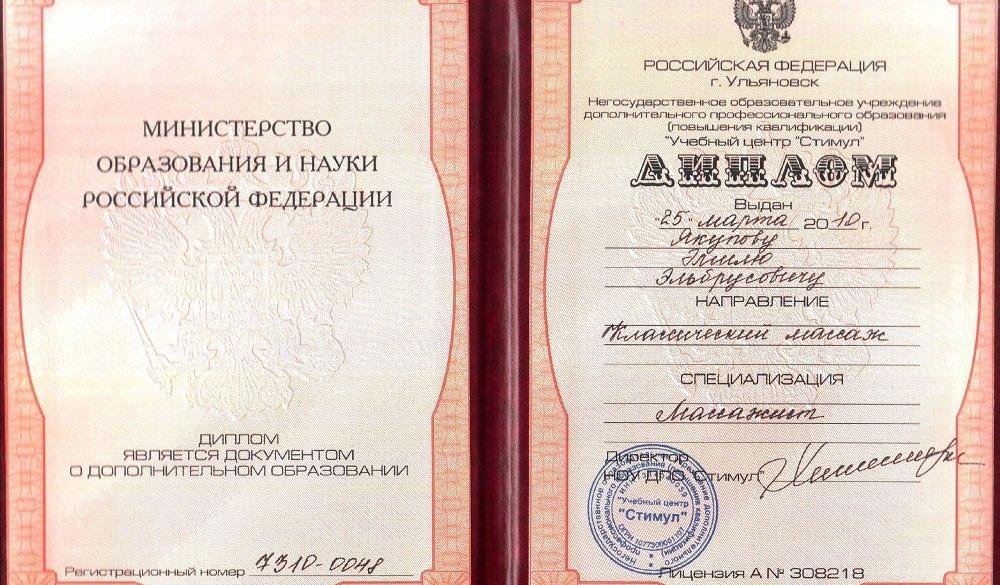 МИНИСТЕРСТВО
ОБРАЗОВАНИЯ И НАУКИ
РОССИЙСКОЙ ФЕДЕРАЦИИ
ДИПЛОМ
ЯВЛЯЕТСЯ ДОКУМЕНТОМ
О ДОПОЛНИТЕЛЬНОМ ОБРАЗОВАНИИ
Регистрационный номер 7310-0048
РОССИЙСКАЯ ФЕДЕРАЦИЯ
г. Ульяновск
Негосударственное образовательное учреждение
дополнительного профессионального образования
(повышения квалификации)
"Учебный центр "Стимул"
ДИПЛОМ
Выдан
"25" марта 2010г.
Якупову
Эмилю
Эльбрусовичу
НАПРАВЛЕНИЕ
Классический массаж
СПЕЦИАЛИЗАЦИЯ
Массажист
Директор
НОУ ДПО "Стимул"
"Учебный центр
"Стимул"
Лицензия А № 308218